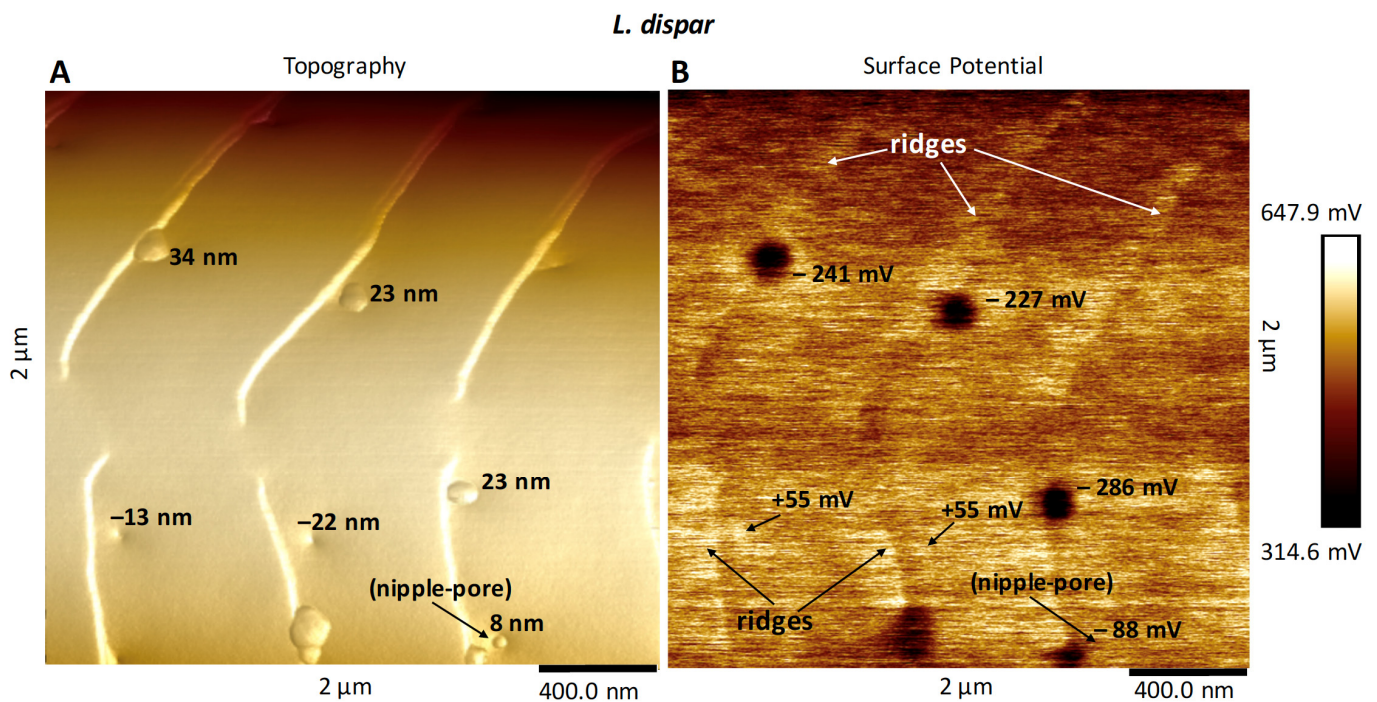 L. dispar
A
Topography
B
Surface Potential
34 nm
23 nm
23 nm
–13 nm
–22 nm
(nipple-pore)
8 nm
2 µm
2 µm
400.0 nm
ridges
– 241 mV
– 227 mV
– 286 mV
+55 mV
+55 mV
(nipple-pore)
ridges
– 88 mV
2 µm
2 µm
400.0 nm
647.9 mV
314.6 mV